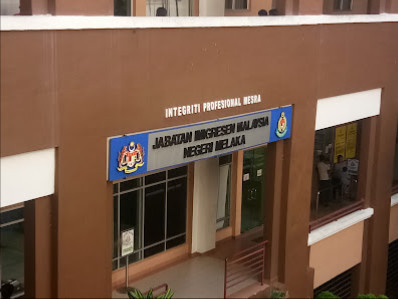 INTEGRITI PROFESIONAL MESRA
JABATAN IMIGRESEN MALAYSIA
NEGERI MELAKA